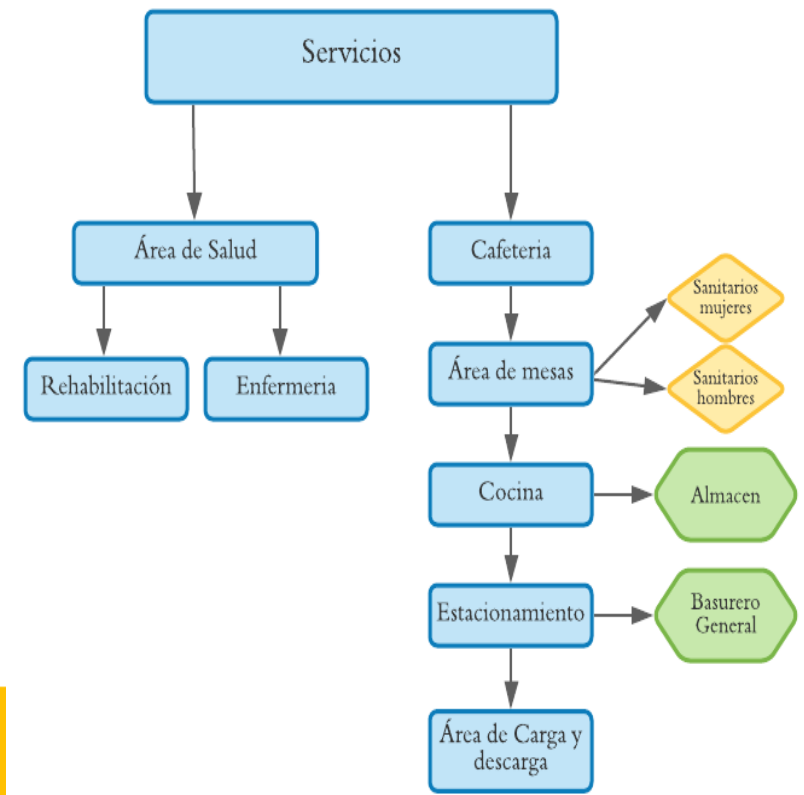 Servicios
Área de Salud
Cafeteria
Sanitarios
mujeres
Rehabilitación
Enfermeria
Área de mesas
Sanitarios
hombres
Cocina
Almacen
Estacionamiento
Basurero
General
Área de Carga y
descarga